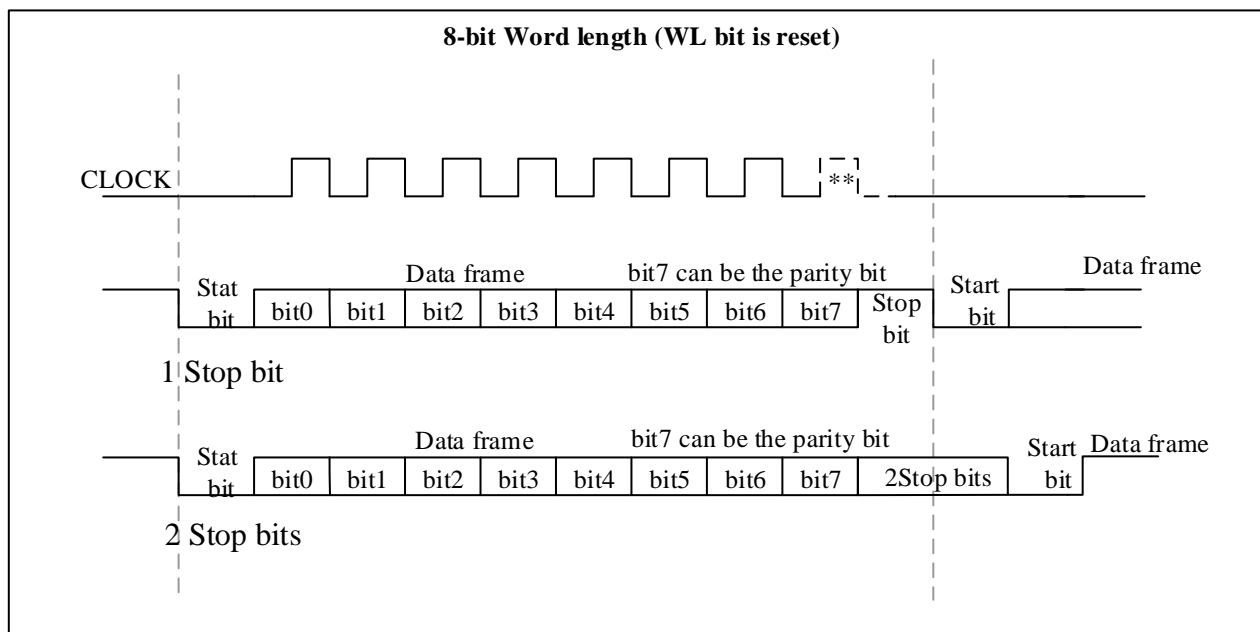 8-bit Word length (WL bit is reset)
CLOCK
**
Data frame
bit7 can be the parity bit
Data frame
Stat
bit
bit0
bit1
bit2
bit3
bit4
bit5
bit6
bit7
Stop
bit
Start
bit
1 Stop bit
Data frame
bit7 can be the parity bit
Data frame
Stat
bit
bit0
bit1
bit2
bit3
bit4
bit5
bit6
bit7
2Stop bits
Start
bit
2 Stop bits